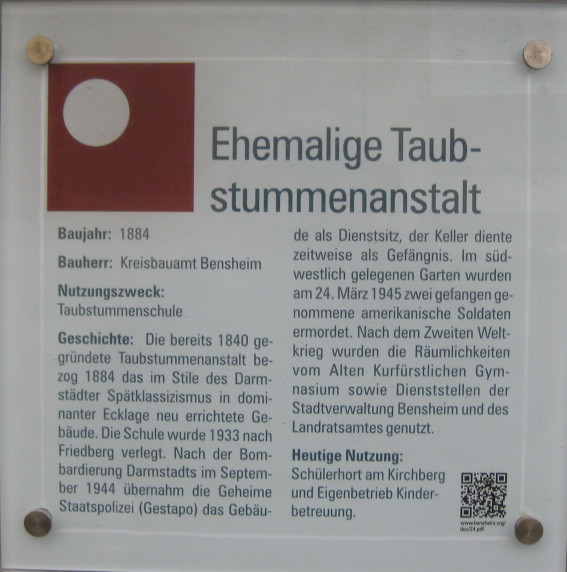 Ehemalige Taub-
stummenanstalt
Baujahr: 1884
Bauherr: Kreisbauamt Bensheim
Nutzungszweck:
Taubstummenschule
Geschichte: Die bereits 1840 ge-
gründete Taubstummenanstalt be-
zog 1884 das im Stile des Darm-
städter Spätklassizismus in domi-
nanter Ecklage neu errichtete Ge-
bäude. Die Schule wurde 1933 nach
Friedberg verlegt. Nach der Bom-
bardierung Darmstadts im Septem-
ber 1944 übernahm die Geheime
Staatspolizei (Gestapo) das Gebäu-
de als Dienstsitz, der Keller diente
zeitweise als Gefängnis. Im süd-
westlich gelegenen Garten wurden
am 24. März 1945 zwei gefangen ge-
nommene amerikanische Soldaten
ermordet. Nach dem Zweiten Welt-
krieg wurden die Räumlichkeiten
vom Alten Kurfürstlichen Gym-
nasium sowie Dienststellen der
Stadtverwaltung Bensheim und des
Landratsamtes genutzt.
Heutige Nutzung:
Schülerhort am Kirchberg
und Eigenbetrieb Kinder-
betreuung.
www.bensheim.org/
doc/24.pdf